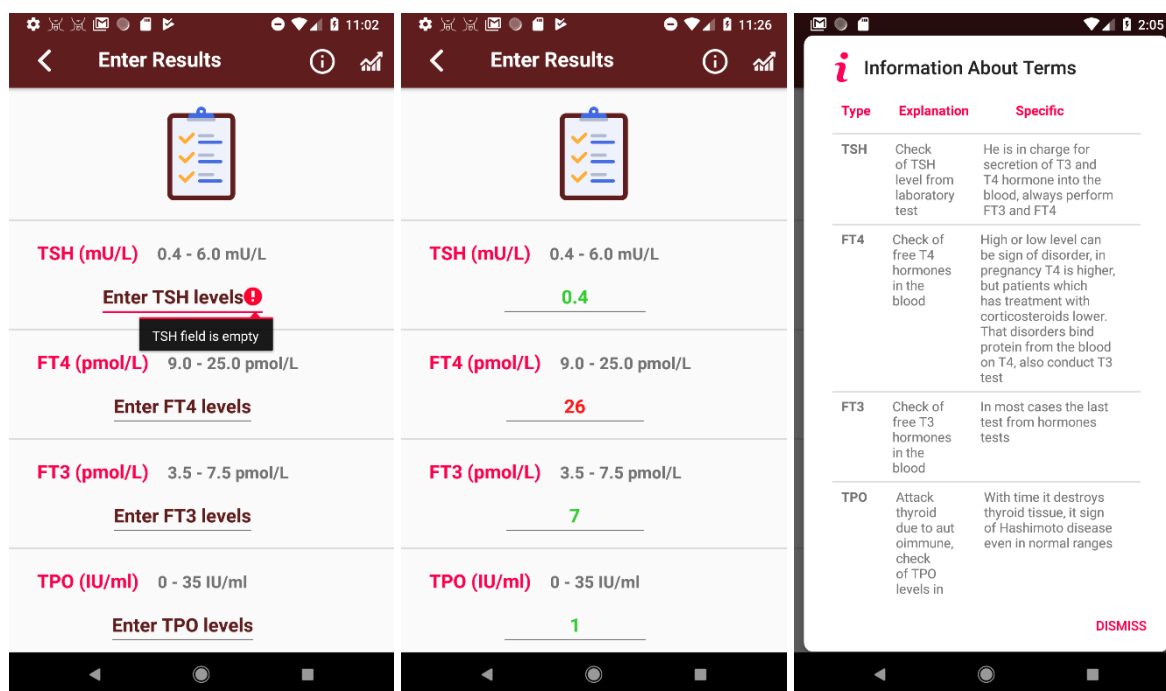 11:02
Enter Results
TSH (mU/L) 0.4 - 6.0 mU/L
Enter TSH levels
TSH field is empty
FT4 (pmol/L) 9.0 - 25.0 pmol/L
Enter FT4 levels
FT3 (pmol/L) 3.5 - 7.5 pmol/L
Enter FT3 levels
TPO (IU/ml) 0 - 35 IU/ml
Enter TPO levels
11:26
Enter Results
TSH (mU/L) 0.4 - 6.0 mU/L
0.4
FT4 (pmol/L) 9.0 - 25.0 pmol/L
26
FT3 (pmol/L) 3.5 - 7.5 pmol/L
7
TPO (IU/ml) 0 - 35 IU/ml
1
2:05
Information About Terms
Type Explanation Specific
TSH
Check
of TSH
level from
laboratory
test
He is in charge for
secretion of T3 and
T4 hormone into the
blood, always perform
FT3 and FT4
FT4
Check of
free T4
hormones
in the
blood
High or low level can
be sign of disorder, in
pregnancy T4 is higher,
but patients which
has treatment with
corticosteroids lower.
That disorders bind
protein from the blood
on T4, also conduct T3
test
FT3
Check of
free T3
hormones
in the
blood
In most cases the last
test from hormones
tests
TPO
Attack
thyroid
due to aut
oimmune,
check
of TPO
levels in
With time it destroys
thyroid tissue, it sign
of Hashimoto disease
even in normal ranges
DISMISS